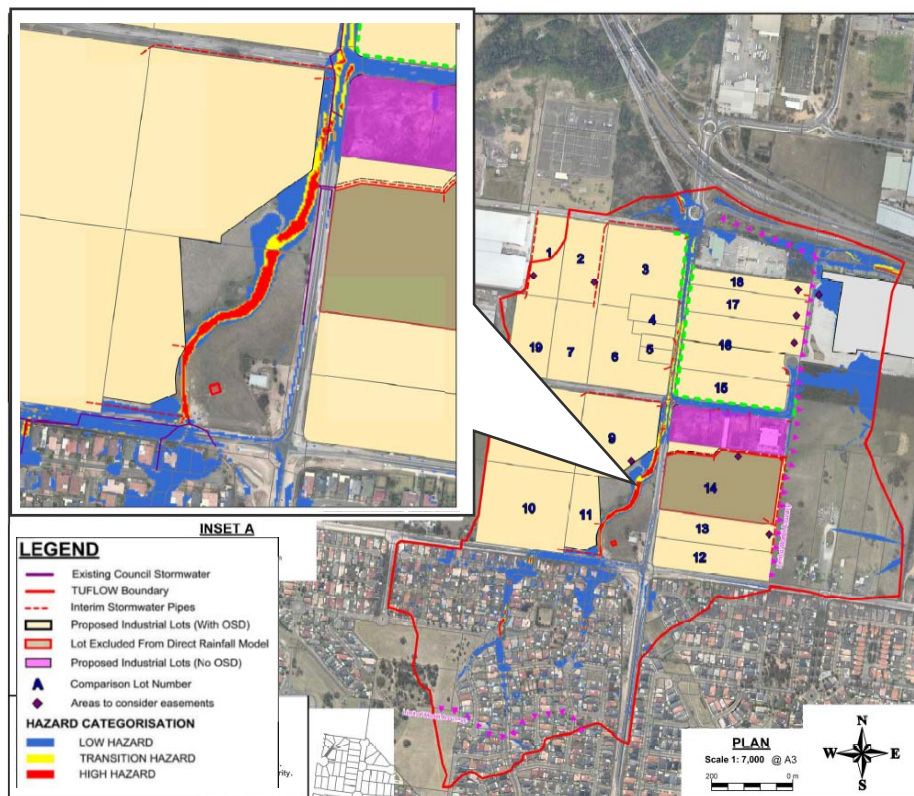 1
2
3
4
5
6
7
19
18
17
16
15
9
10
11
14
13
12
INSET A
LEGEND
Existing Council Stormwater
TUFLOW Boundary
Interim Stormwater Pipes
Proposed Industrial Lots (With OSD)
Lot Excluded From Direct Rainfall Model
Proposed Industrial Lots (No OSD)
A Comparison Lot Number
Areas to consider easements
HAZARD CATEGORISATION
LOW HAZARD
TRANSITION HAZARD
HIGH HAZARD
PLAN
Scale 1: 7,000 @ A3
200 0 m
N
W E
S